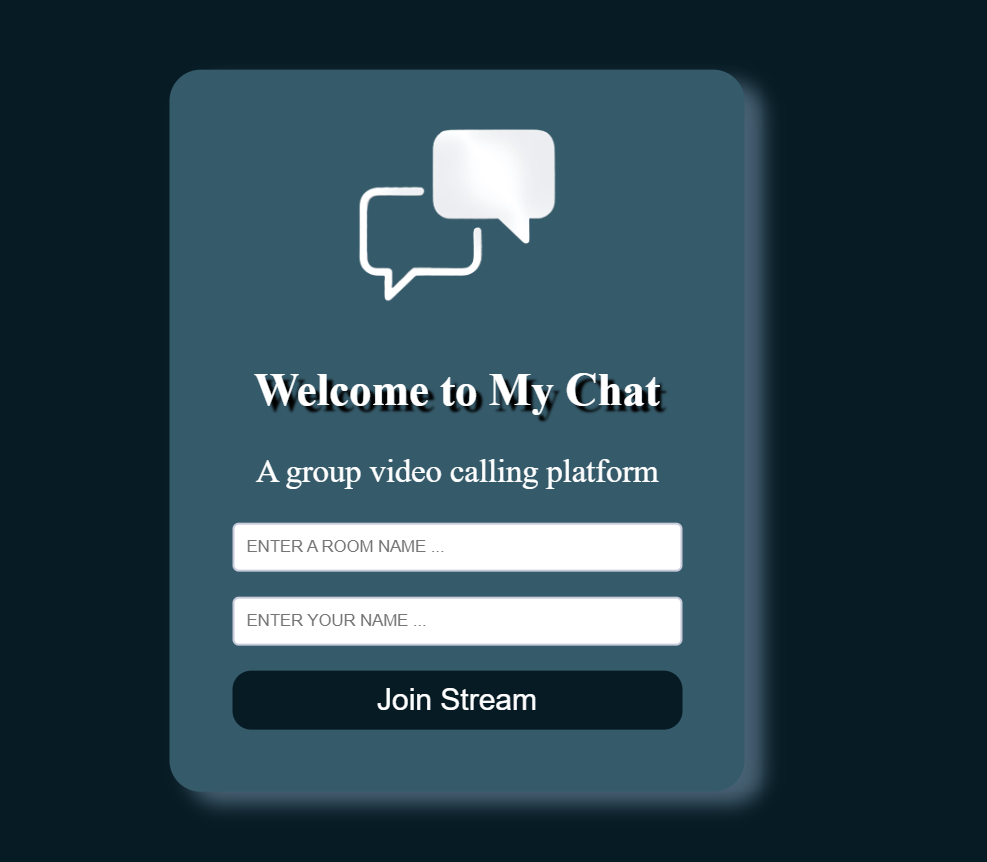 Welcome to My Chat
A group video calling platform
ENTER A ROOM NAME ...
ENTER YOUR NAME ...
Join Stream